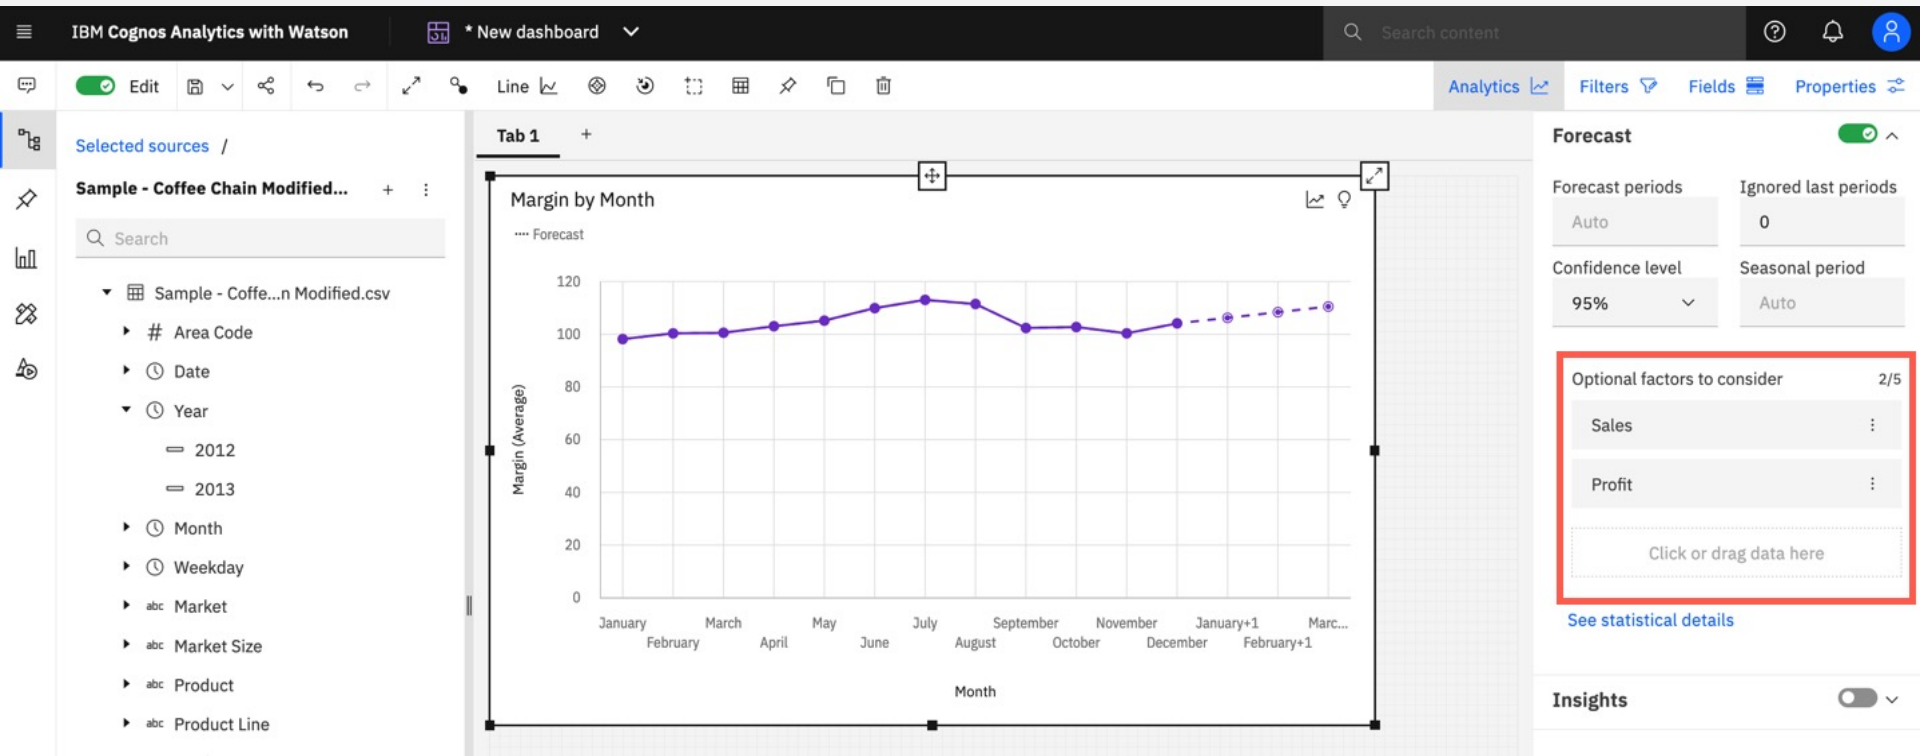 IBM Cognos Analytics with Watson
* New dashboard
Search content
Edit
Line
Analytics
Filters
Fields
Properties
Selected sources /
Sample - Coffee Chain Modified...
Search
Sample - Coffe...n Modified.csv
# Area Code
Date
Year
2012
2013
Month
Weekday
abc Market
abc Market Size
abc Product
abc Product Line
Tab 1 +
Margin by Month
Forecast
120
100
80
60
40
20
0
Margin (Average)
January
February
March
April
May
June
July
August
September
October
November
December
January+1
February+1
Marc...
Month
Forecast
Forecast periods
Auto
Ignored last periods
0
Confidence level
95%
Seasonal period
Auto
Optional factors to consider 2/5
Sales
Profit
Click or drag data here
See statistical details
Insights